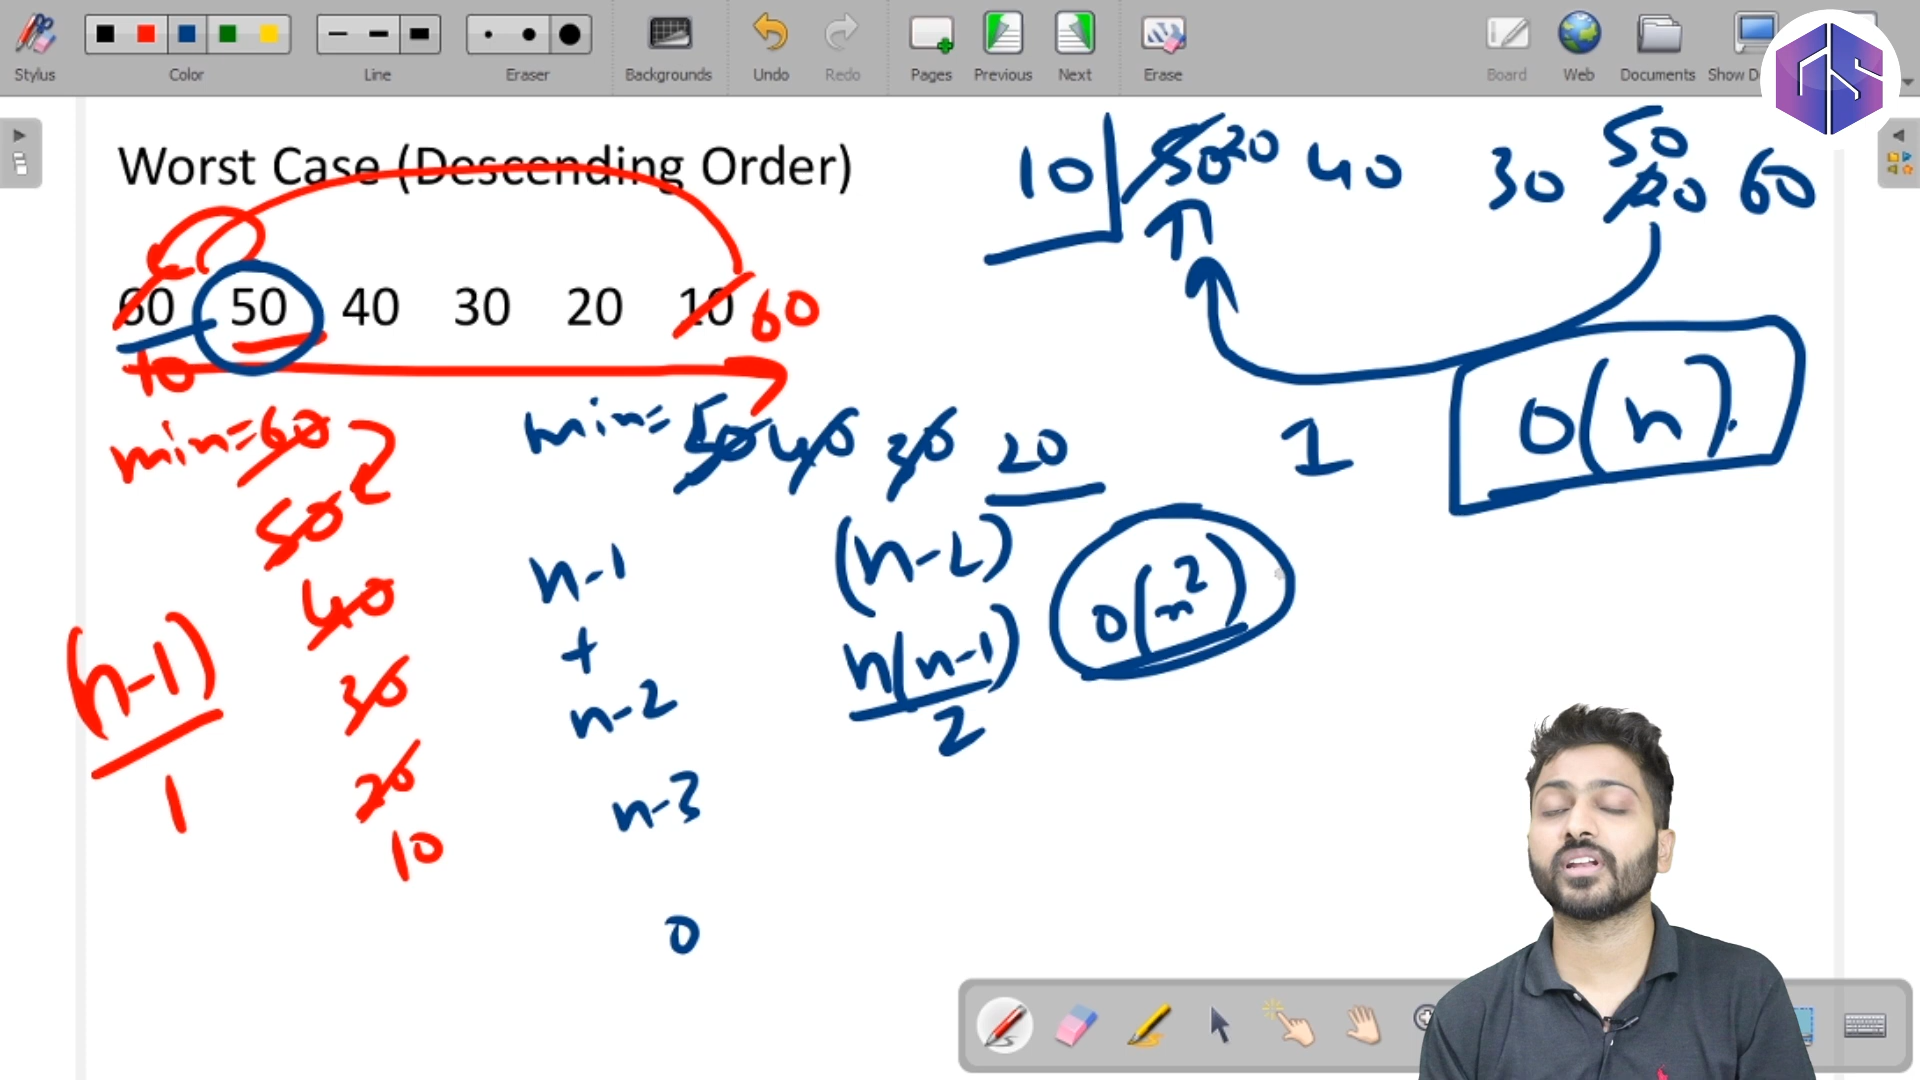 Stylus Color Line Eraser Backgrounds Undo Redo Pages Previous Next Erase Board Web Documents Show D
Worst Case (Descending Order)
60 50 40 30 20 10 60
10
min=60
50
40
30
20
10
(n-1)
1
min= 50 40 30 20
n-1
+
n-2
n-3
0
(n-2)
n(n-1)
2
O(n²)
10 50 20 40 30 50 20 60
1
O(n).